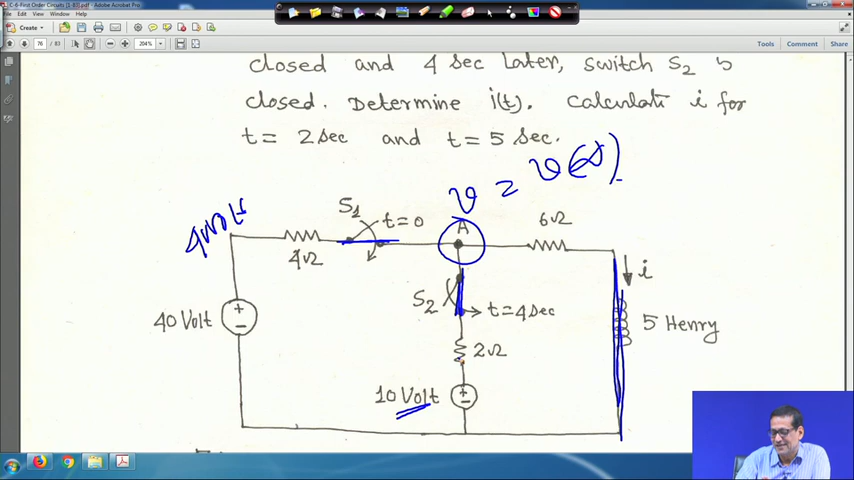 C-6-First Order Circuits [1-83].pdf - Adobe Acrobat Pro
File Edit View Window Help
Create
76 / 83 204% Tools Comment Share
closed and 4 Sec later, switch S2 is
closed. Determine i(t). Calculate i for
t = 2 sec and t = 5 sec.
v = v(∞)
S1 t=0 A 6Ω
4Ω
i
S2 t=4sec 5 Henry
40 Volt
2Ω
10 Volt